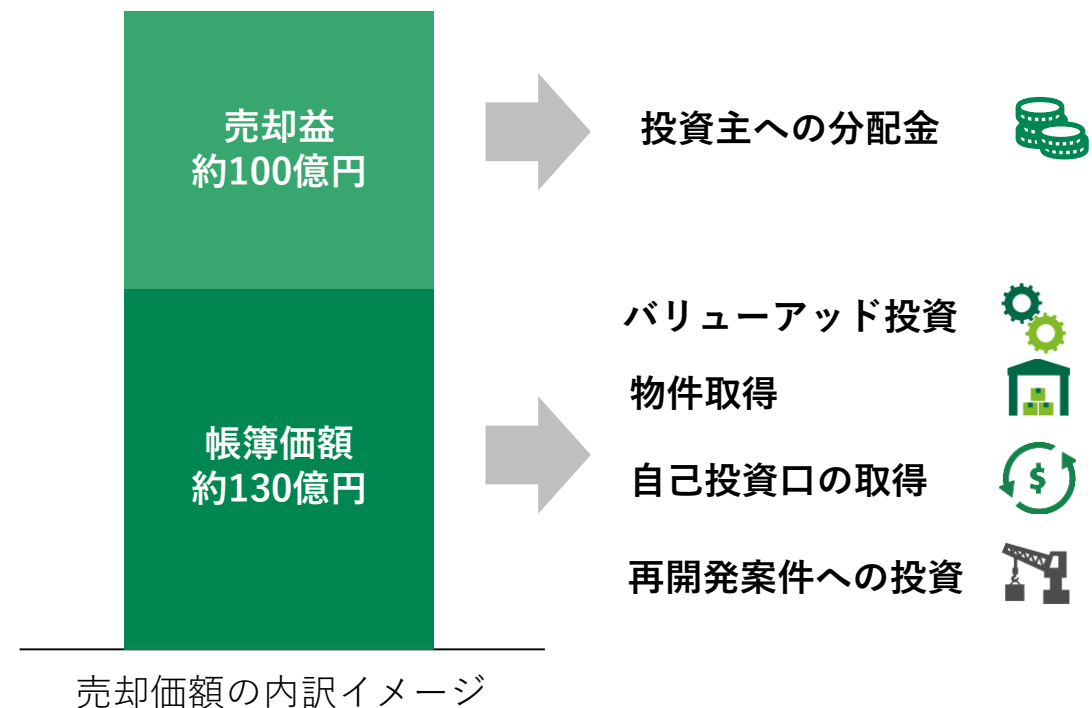 売却益
約100億円
投資主への分配金
バリューアッド投資
物件取得
帳簿価額
約130億円
自己投資口の取得
再開発案件への投資
売却価額の内訳イメージ
$